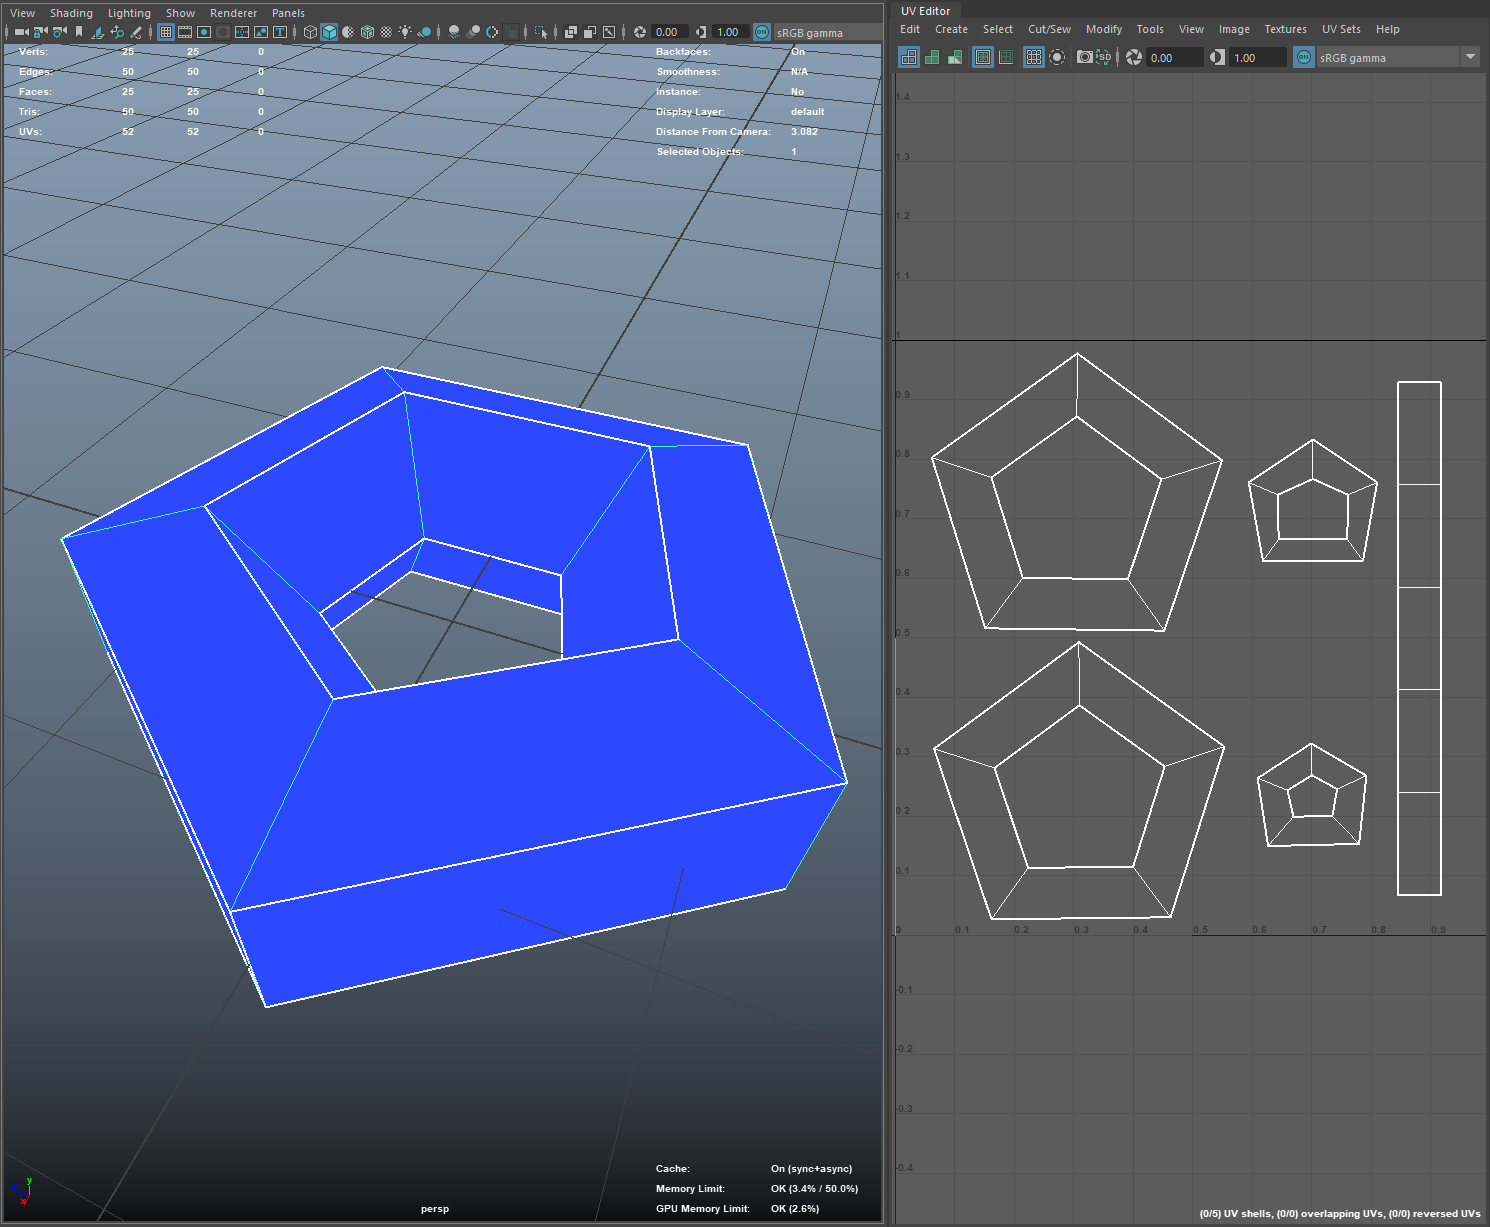 View Shading Lighting Show Renderer Panels
0.00 1.00 ON sRGB gamma
Verts: 25 25 0
Edges: 50 50 0
Faces: 25 25 0
Tris: 50 50 0
UVs: 52 52 0
Backfaces: On
Smoothness: N/A
Instance: No
Display Layer: default
Distance From Camera: 3.082
Selected Objects: 1
y
x
Cache: On (sync+async)
Memory Limit: OK (3.4% / 50.0%)
GPU Memory Limit: OK (2.6%)
persp
UV Editor
Edit Create Select Cut/Sew Modify Tools View Image Textures UV Sets Help
SD 0.00 1.00 ON sRGB gamma
1.4
1.3
1.2
1.1
1
0.9
0.8
0.7
0.6
0.5
0.4
0.3
0.2
0.1
0 0.1 0.2 0.3 0.4 0.5 0.6 0.7 0.8 0.9
-0.1
-0.2
-0.3
-0.4
(0/5) UV shells, (0/0) overlapping UVs, (0/0) reversed UVs